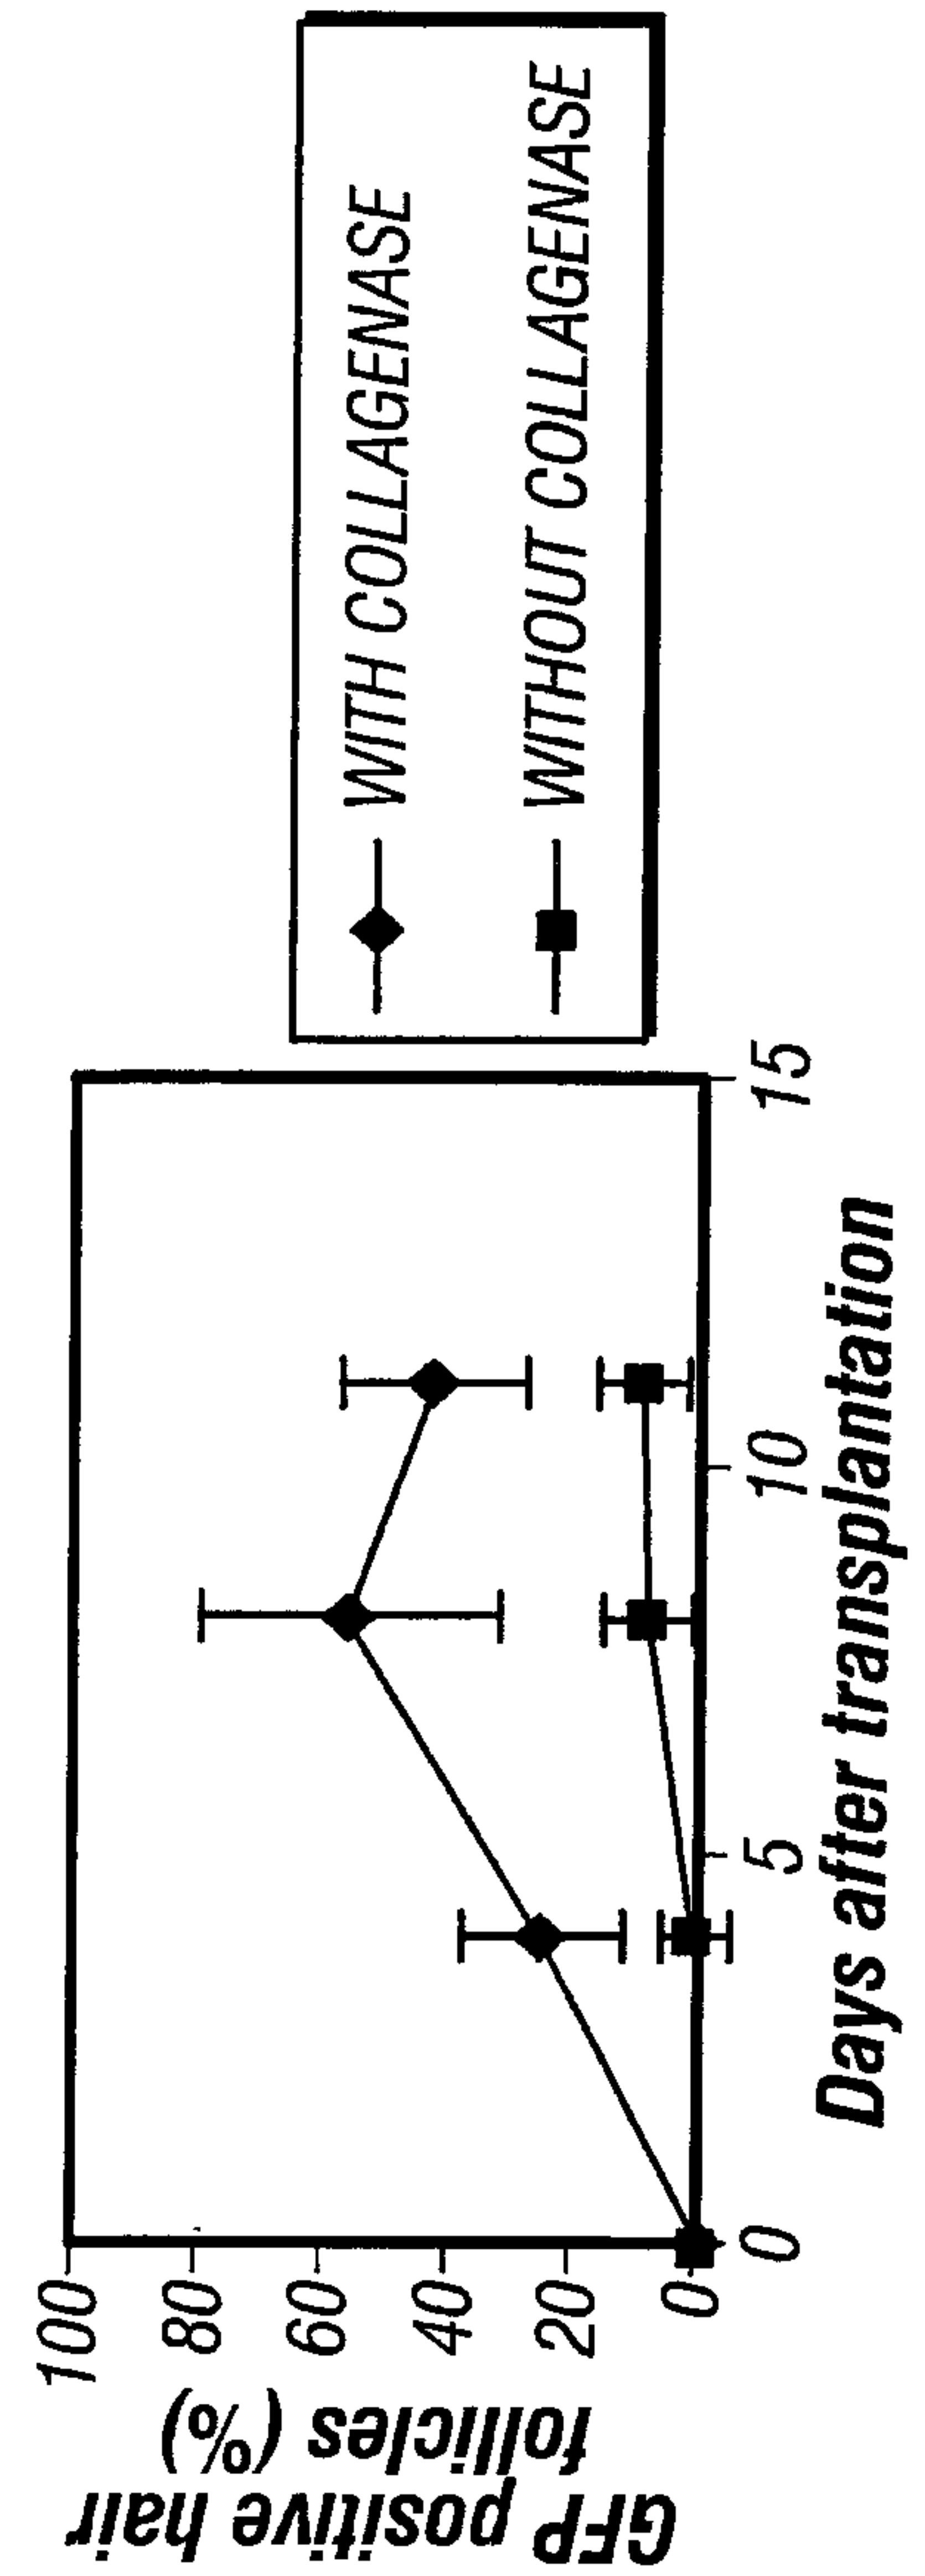 GFP positive hair
follicles (%)
100
80
60
40
20
0
0
5
10
15
Days after transplantation
WITH COLLAGENASE
WITHOUT COLLAGENASE